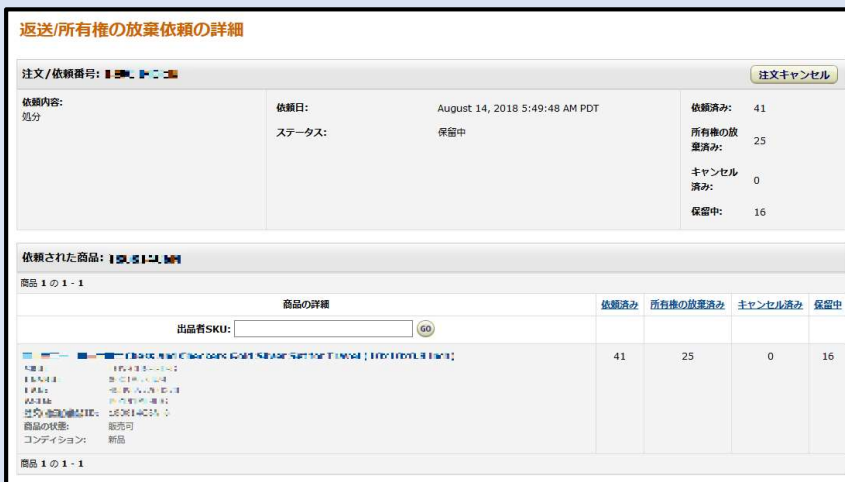 返送/所有権の放棄依頼の詳細
注文/依頼番号:
注文キャンセル
依頼内容:
処分
依頼日: August 14, 2018 5:49:48 AM PDT
ステータス: 保留中
依頼済み: 41
所有権の放
棄済み: 25
キャンセル
済み: 0
保留中: 16
依頼された商品:
商品 1 の 1 - 1
商品の詳細 依頼済み 所有権の放棄済み キャンセル済み 保留中
出品者SKU: GO
41 25 0 16
商品の状態: 販売可
コンディション: 新品
商品 1 の 1 - 1